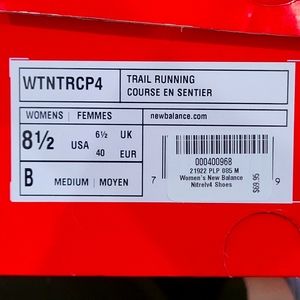 WTNTRCP4
TRAIL RUNNING
COURSE EN SENTIER
WOMENS | FEMMES
newbalance.com
8½ USA 6½ UK
40 EUR
B MEDIUM | MOYEN
000400968
21922 PLP 085 M
Women's New Balance
Nitrelv4 Shoes
$69.95
7 9